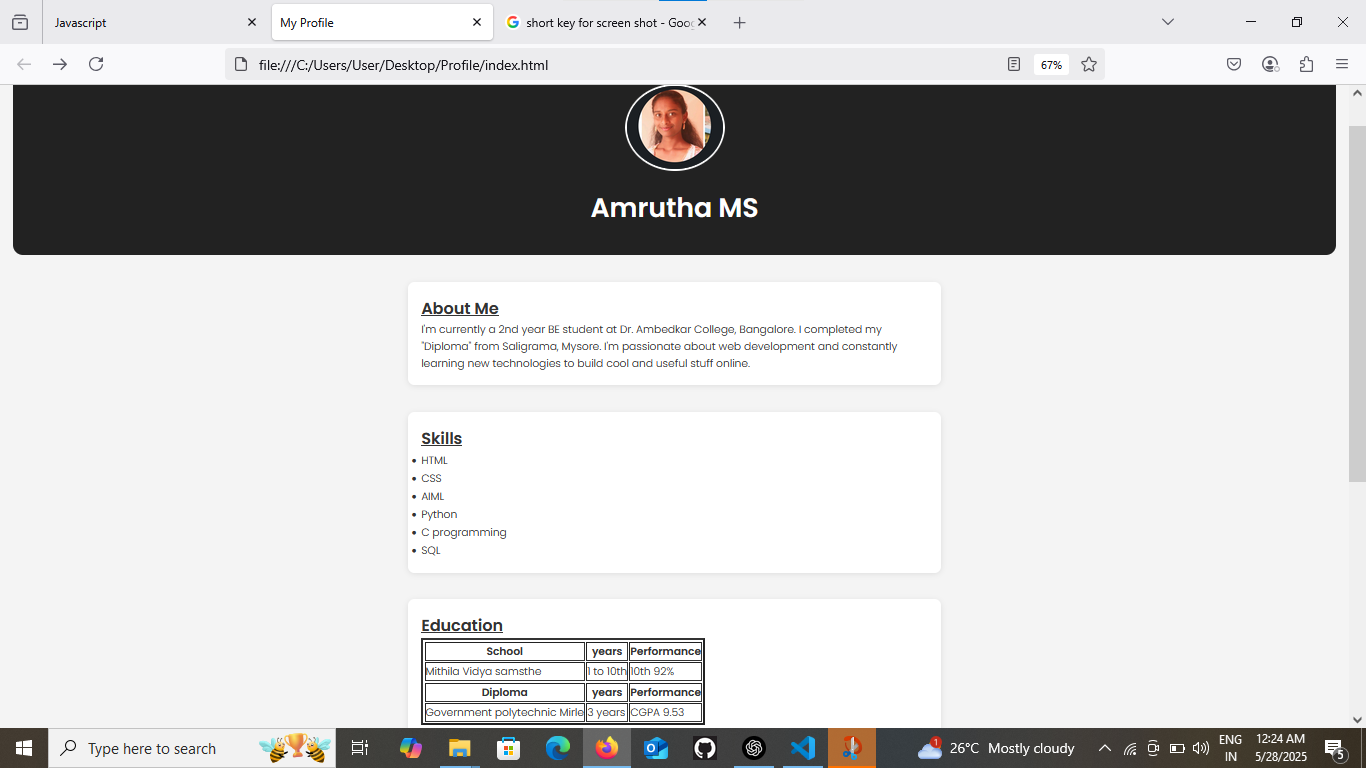 Javascript
My Profile
short key for screen shot - Goo
file:///C:/Users/User/Desktop/Profile/index.html
67%
Amrutha MS
About Me
I'm currently a 2nd year BE student at Dr. Ambedkar College, Bangalore. I completed my
"Diploma" from Saligrama, Mysore. I'm passionate about web development and constantly
learning new technologies to build cool and useful stuff online.
Skills
• HTML
• CSS
• AIML
• Python
• C programming
• SQL
Education
School years Performance
Mithila Vidya samsthe 1 to 10th 10th 92%
Diploma years Performance
Government polytechnic Mirle 3 years CGPA 9.53
Type here to search
1
26°C Mostly cloudy
ENG
IN
12:24 AM
5/28/2025
5